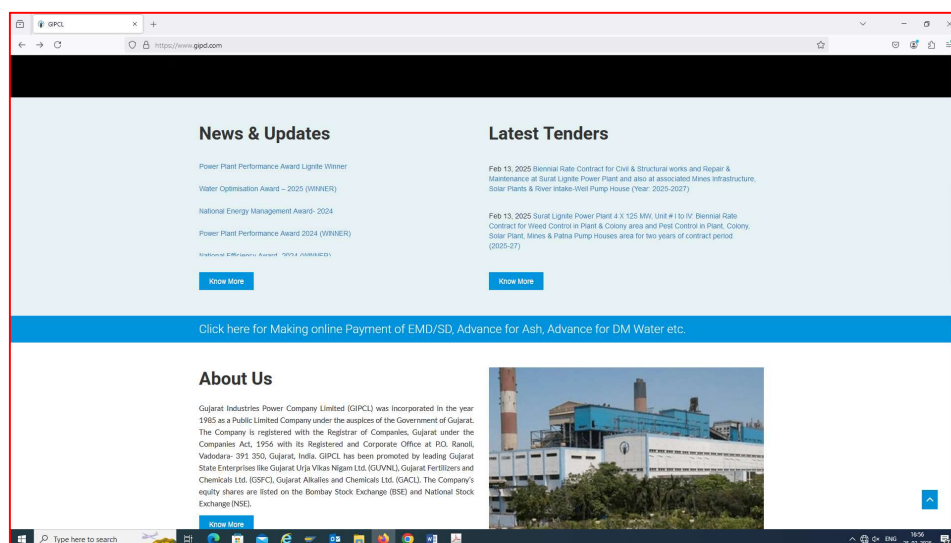 GIPCL
https://www.gipcl.com
News & Updates
Power Plant Performance Award Lignite Winner
Water Optimisation Award – 2025 (WINNER)
National Energy Management Award- 2024
Power Plant Performance Award 2024 (WINNER)
National Efficiency Award -2024 (WINNER)
Know More
Latest Tenders
Feb 13, 2025 Biennial Rate Contract for Civil & Structural works and Repair &
Maintenance at Surat Lignite Power Plant and also at associated Mines Infrastructure,
Solar Plants & River Intake-Well Pump House (Year: 2025-2027)
Feb 13, 2025 Surat Lignite Power Plant 4 X 125 MW, Unit # I to IV: Biennial Rate
Contract for Weed Control in Plant & Colony area and Pest Control in Plant, Colony,
Solar Plant, Mines & Patna Pump Houses area for two years of contract period
(2025-27)
Know More
Click here for Making online Payment of EMD/SD, Advance for Ash, Advance for DM Water etc.
About Us
Gujarat Industries Power Company Limited (GIPCL) was incorporated in the year
1985 as a Public Limited Company under the auspices of the Government of Gujarat.
The Company is registered with the Registrar of Companies, Gujarat under the
Companies Act, 1956 with its Registered and Corporate Office at P.O. Ranoli,
Vadodara- 391 350, Gujarat, India. GIPCL has been promoted by leading Gujarat
State Enterprises like Gujarat Urja Vikas Nigam Ltd. (GUVNL), Gujarat Fertilizers and
Chemicals Ltd. (GSFC), Gujarat Alkalies and Chemicals Ltd. (GACL). The Company's
equity shares are listed on the Bombay Stock Exchange (BSE) and National Stock
Exchange (NSE).
Know More
Type here to search
ENG
16:56